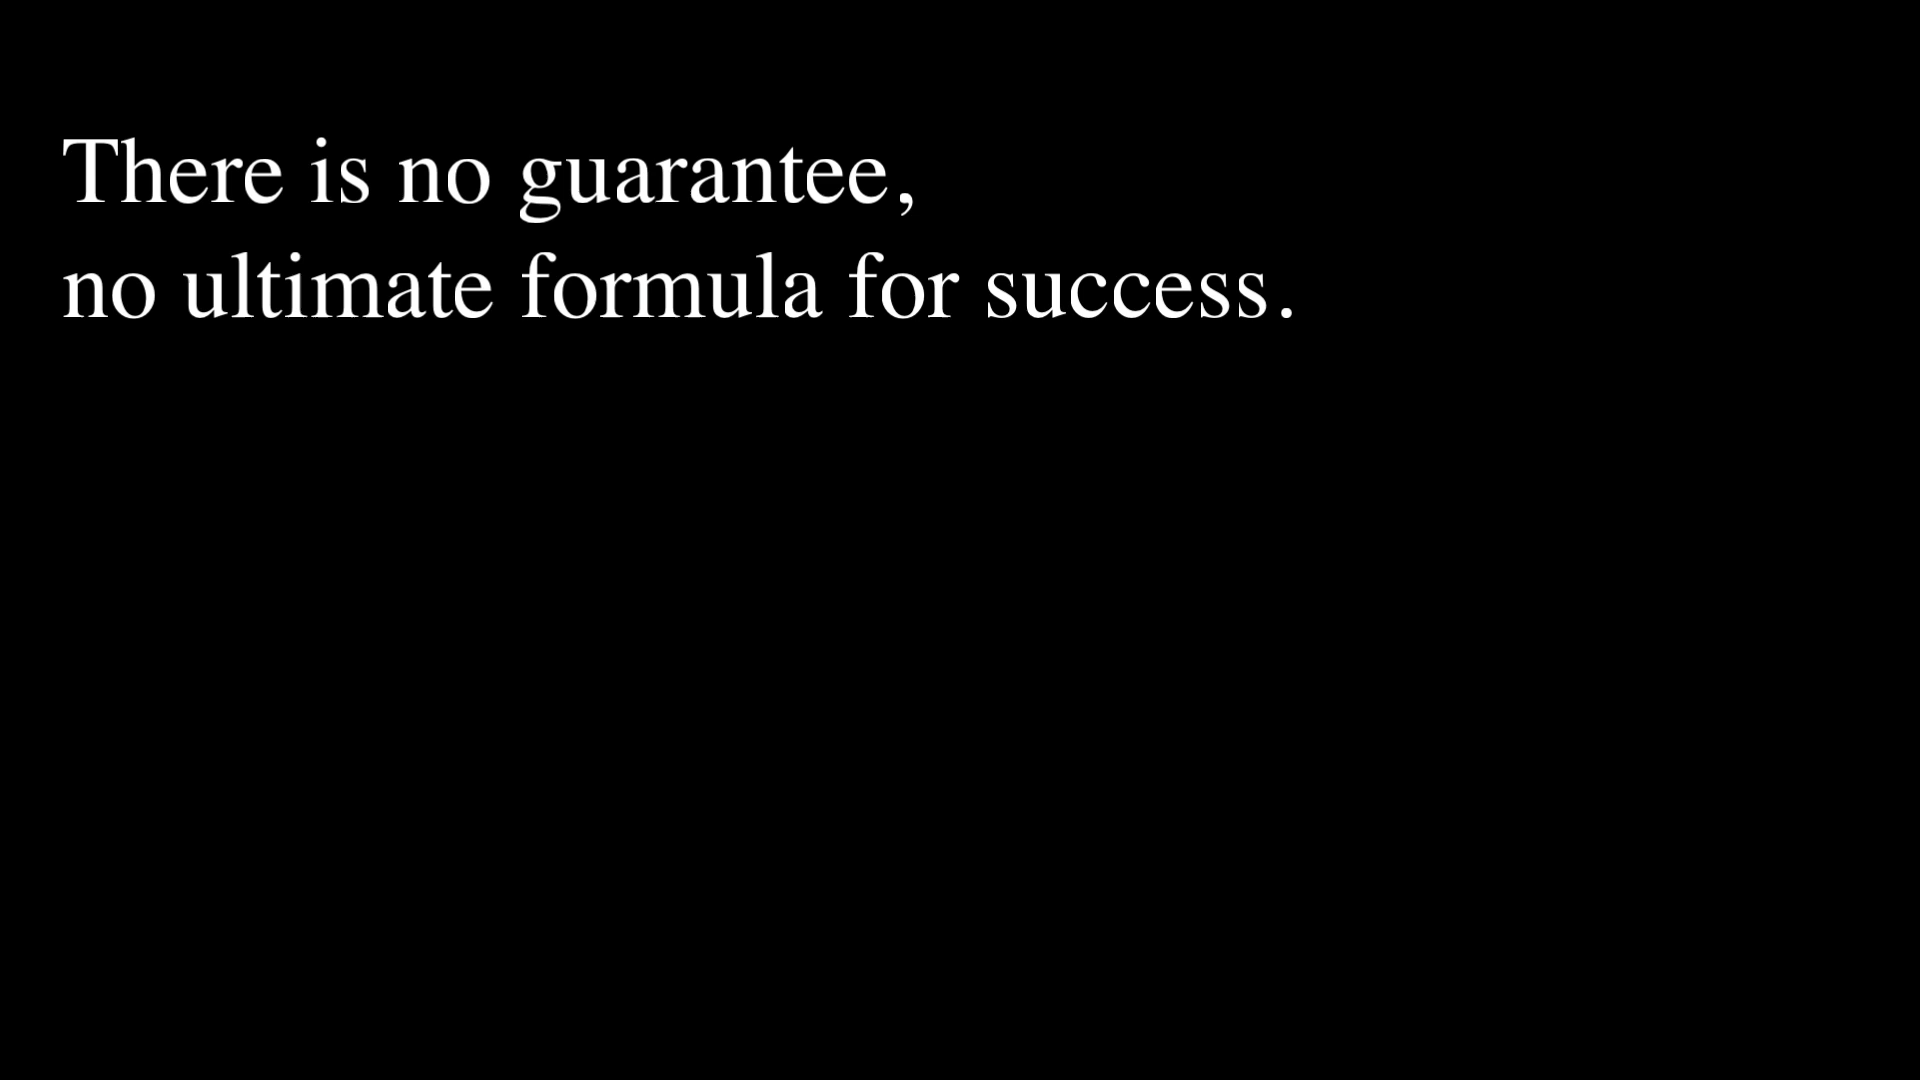 There is no guarantee,
no ultimate formula for success.